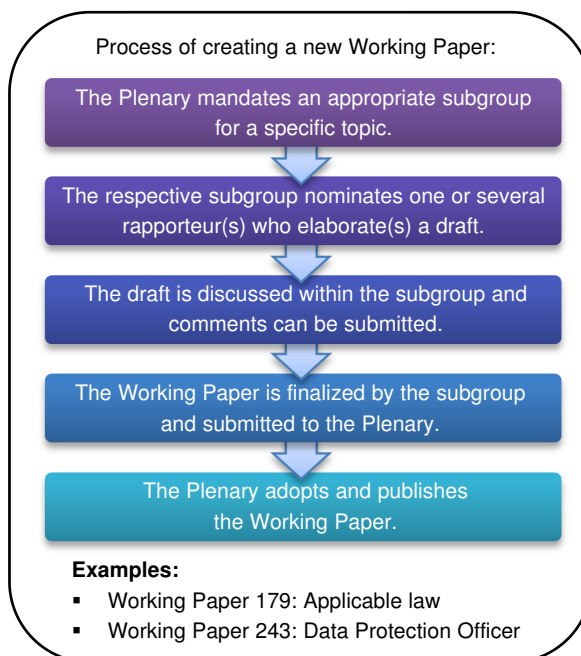 Process of creating a new Working Paper:
The Plenary mandates an appropriate subgroup
for a specific topic.
The respective subgroup nominates one or several
rapporteur(s) who elaborate(s) a draft.
The draft is discussed within the subgroup and
comments can be submitted.
The Working Paper is finalized by the subgroup
and submitted to the Plenary.
The Plenary adopts and publishes
the Working Paper.
Examples:
▪ Working Paper 179: Applicable law
▪ Working Paper 243: Data Protection Officer